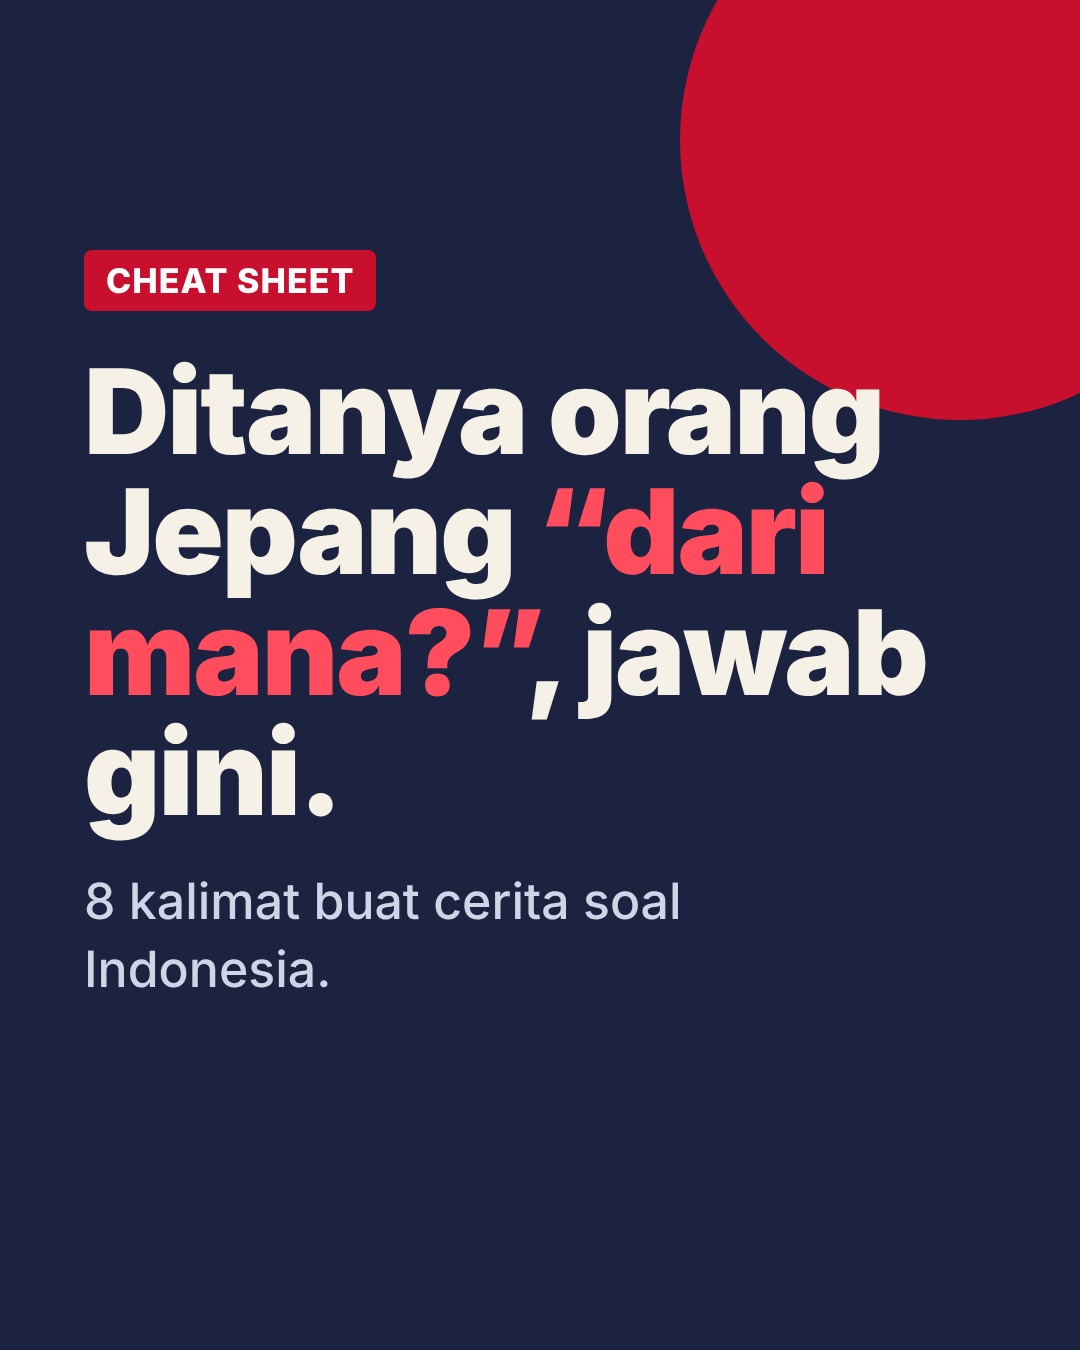 CHEAT SHEET
Ditanya orang
Jepang “dari
mana?”, jawab
gini.
8 kalimat buat cerita soal
Indonesia.